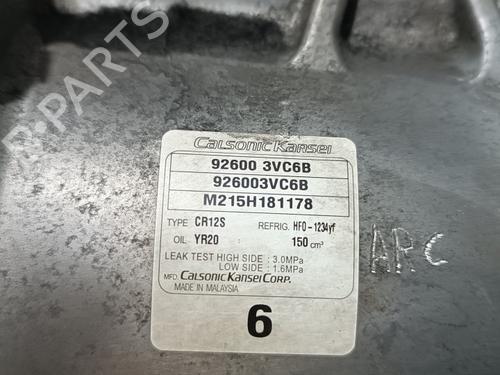 B-PARTS
Calsonic Kansei
92600 3VC6B
926003VC6B
M215H181178
TYPE CR12S REFRIG. HFO-1234yf
OIL YR20 150 cm³
LEAK TEST HIGH SIDE : 3.0MPa
LOW SIDE : 1.6MPa
MFD. CALSONIC KANSEI CORP.
MADE IN MALAYSIA
6
ARC